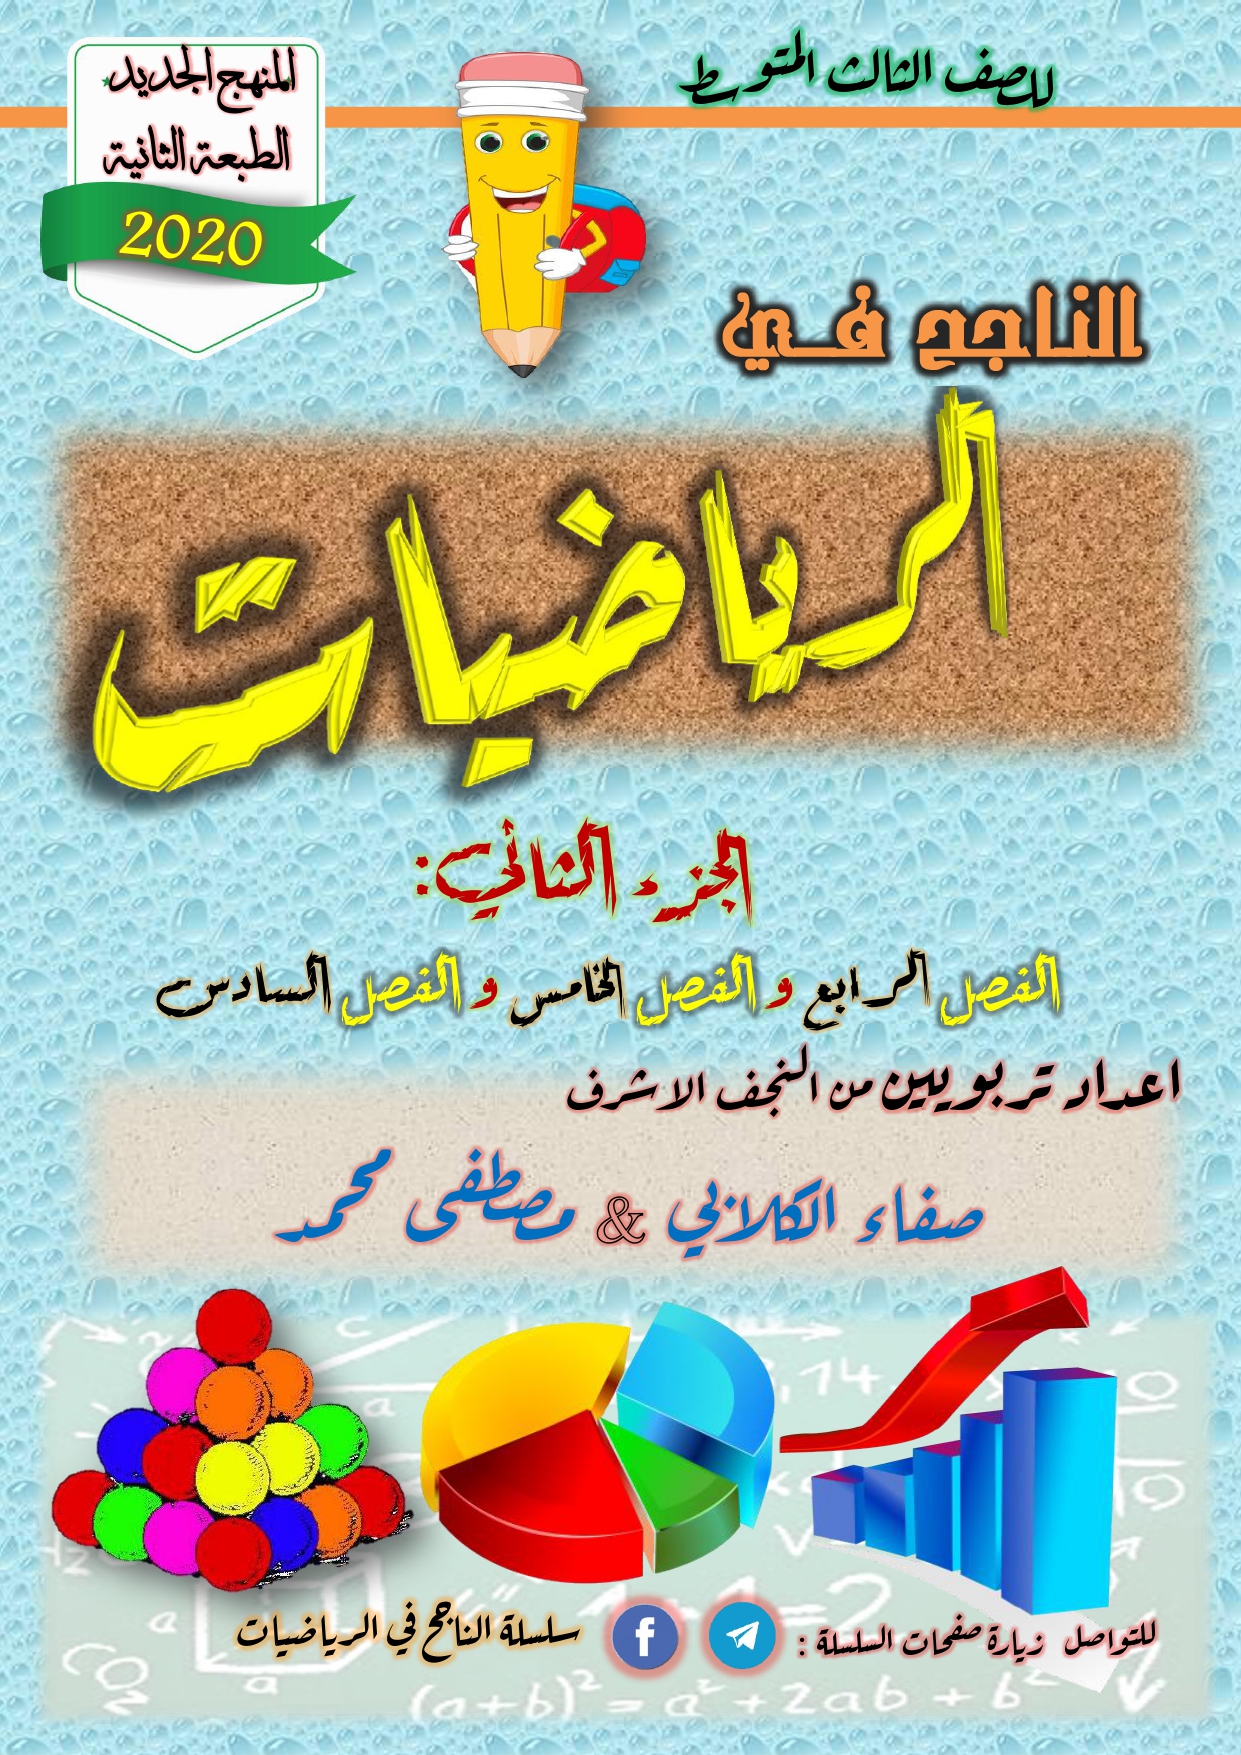 للصف الثالث المتوسط
المنهج الجديد
الطبعة الثانية
2020
الناجح في
الرياضيات
الجزء الثاني:
الفصل الرابع و الفصل الخامس و الفصل السادس
اعداد تربويين من النجف الاشرف
صفاء الكلابي & مصطفى محمد
للتواصل زيارة صفحات السلسلة : سلسلة الناجح في الرياضيات
(a+b)² = a² + 2ab + b²